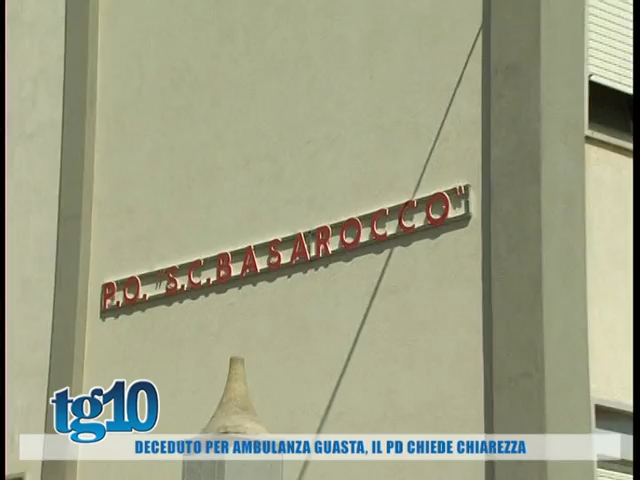 P.O. "S.C.BASAROCCO"
tg10
DECEDUTO PER AMBULANZA GUASTA, IL PD CHIEDE CHIAREZZA